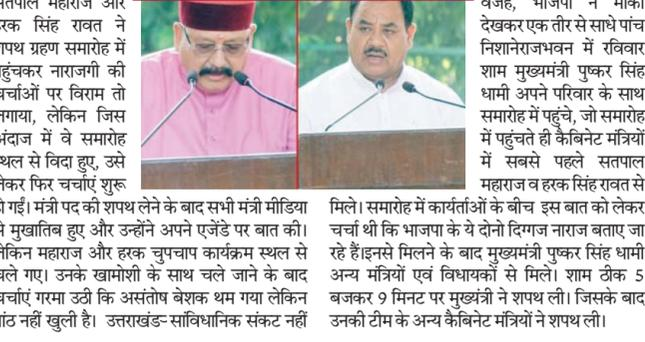 सतपाल महाराज और
हरक सिंह रावत ने
शपथ ग्रहण समारोह में
पहुंचकर नाराजगी की
चर्चाओं पर विराम तो
लगाया, लेकिन जिस
अंदाज में वे समारोह
स्थल से विदा हुए, उसे
लेकर फिर चर्चाएं शुरू
हो गईं। मंत्री पद की शपथ लेने के बाद सभी मंत्री मीडिया
से मुखातिब हुए और उन्होंने अपने एजेंडे पर बात की।
लेकिन महाराज और हरक चुपचाप कार्यक्रम स्थल से
चले गए। उनके खामोशी के साथ चले जाने के बाद
चर्चाएं गरमा उठी कि असंतोष बेशक थम गया लेकिन
गांठ नहीं खुली है। उत्तराखंड-सांविधानिक संकट नहीं
वजह, भाजपा ने मौका
देखकर एक तीर से साधे पांच
निशानेराजभवन में रविवार
शाम मुख्यमंत्री पुष्कर सिंह
धामी अपने परिवार के साथ
समारोह में पहुंचे, जो समारोह
में पहुंचते ही कैबिनेट मंत्रियों
में सबसे पहले सतपाल
महाराज व हरक सिंह रावत से
मिले। समारोह में कार्यर्ताओं के बीच इस बात को लेकर
चर्चा थी कि भाजपा के ये दोनो दिग्गज नाराज बताए जा
रहे हैं।इनसे मिलने के बाद मुख्यमंत्री पुष्कर सिंह धामी
अन्य मंत्रियों एवं विधायकों से मिले। शाम ठीक 5
बजकर 9 मिनट पर मुख्यंत्री ने शपथ ली। जिसके बाद
उनकी टीम के अन्य कैबिनेट मंत्रियों ने शपथ ली।